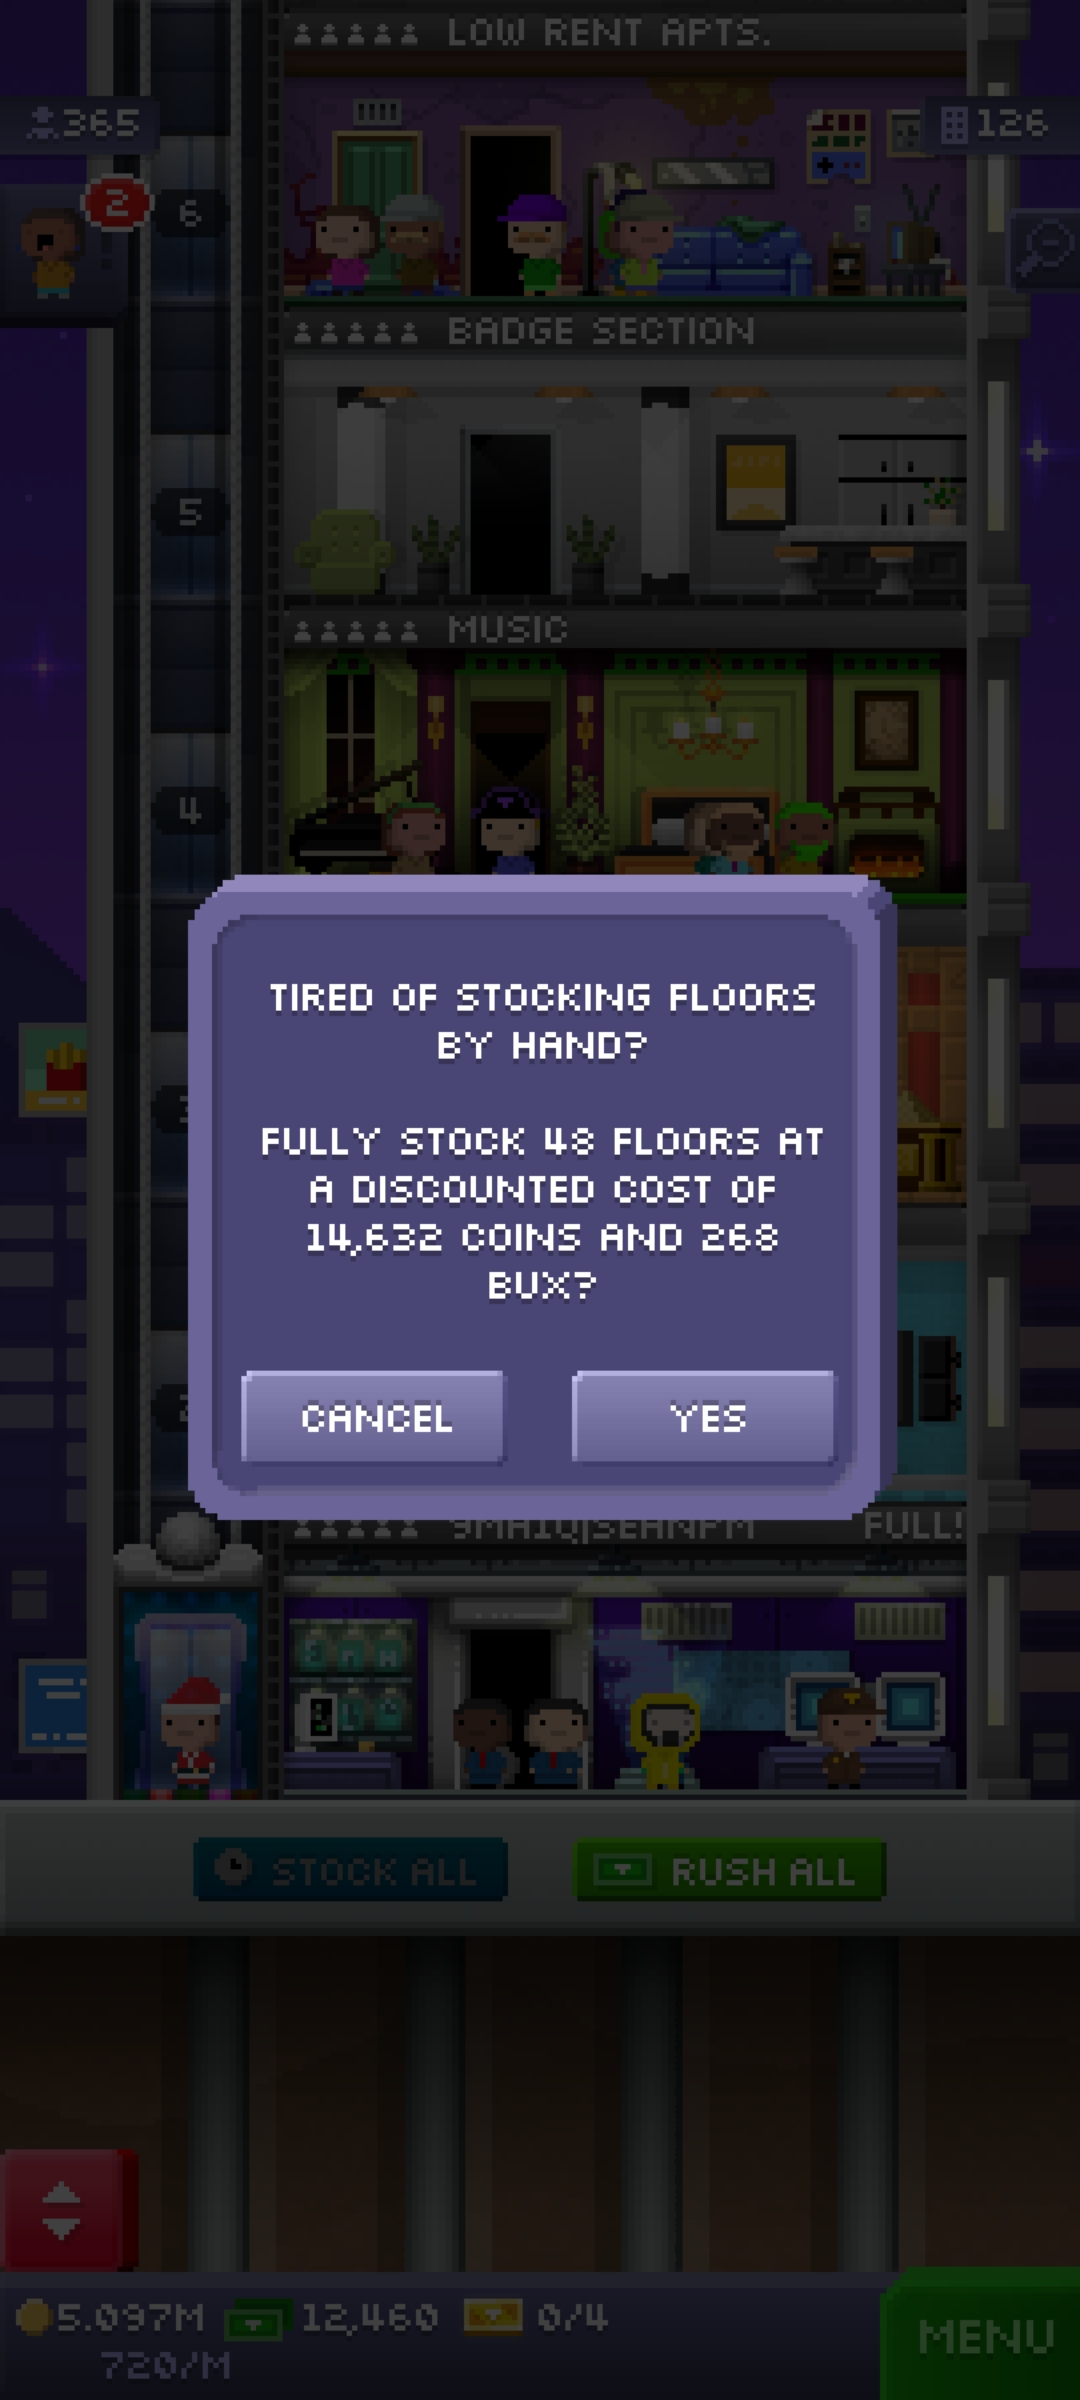 LOW RENT APTS.
365
126
2
6
BADGE SECTION
5
MUSIC
4
TIRED OF STOCKING FLOORS
BY HAND?
FULLY STOCK 48 FLOORS AT
A DISCOUNTED COST OF
14,632 COINS AND 268
BUX?
CANCEL
YES
FULL!
STOCK ALL
RUSH ALL
5.097M
12,460
0/4
720/M
MENU